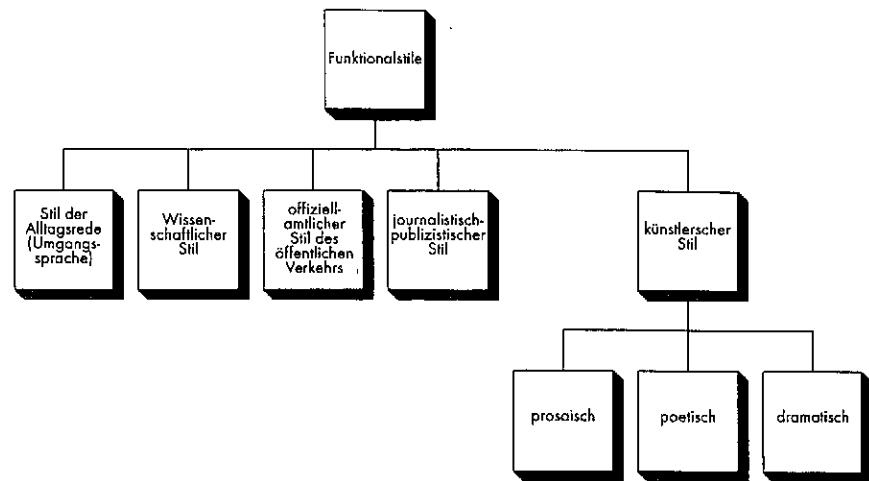 Funktionalstile
Stil der
Alltagsrede
(Umgangs-
sprache)
Wissen-
schaftlicher
Stil
offiziell-
amtlicher
Stil des
öffentlichen
Verkehrs
journalistisch-
publizistischer
Stil
künstlerscher
Stil
prosaisch
poetisch
dramatisch